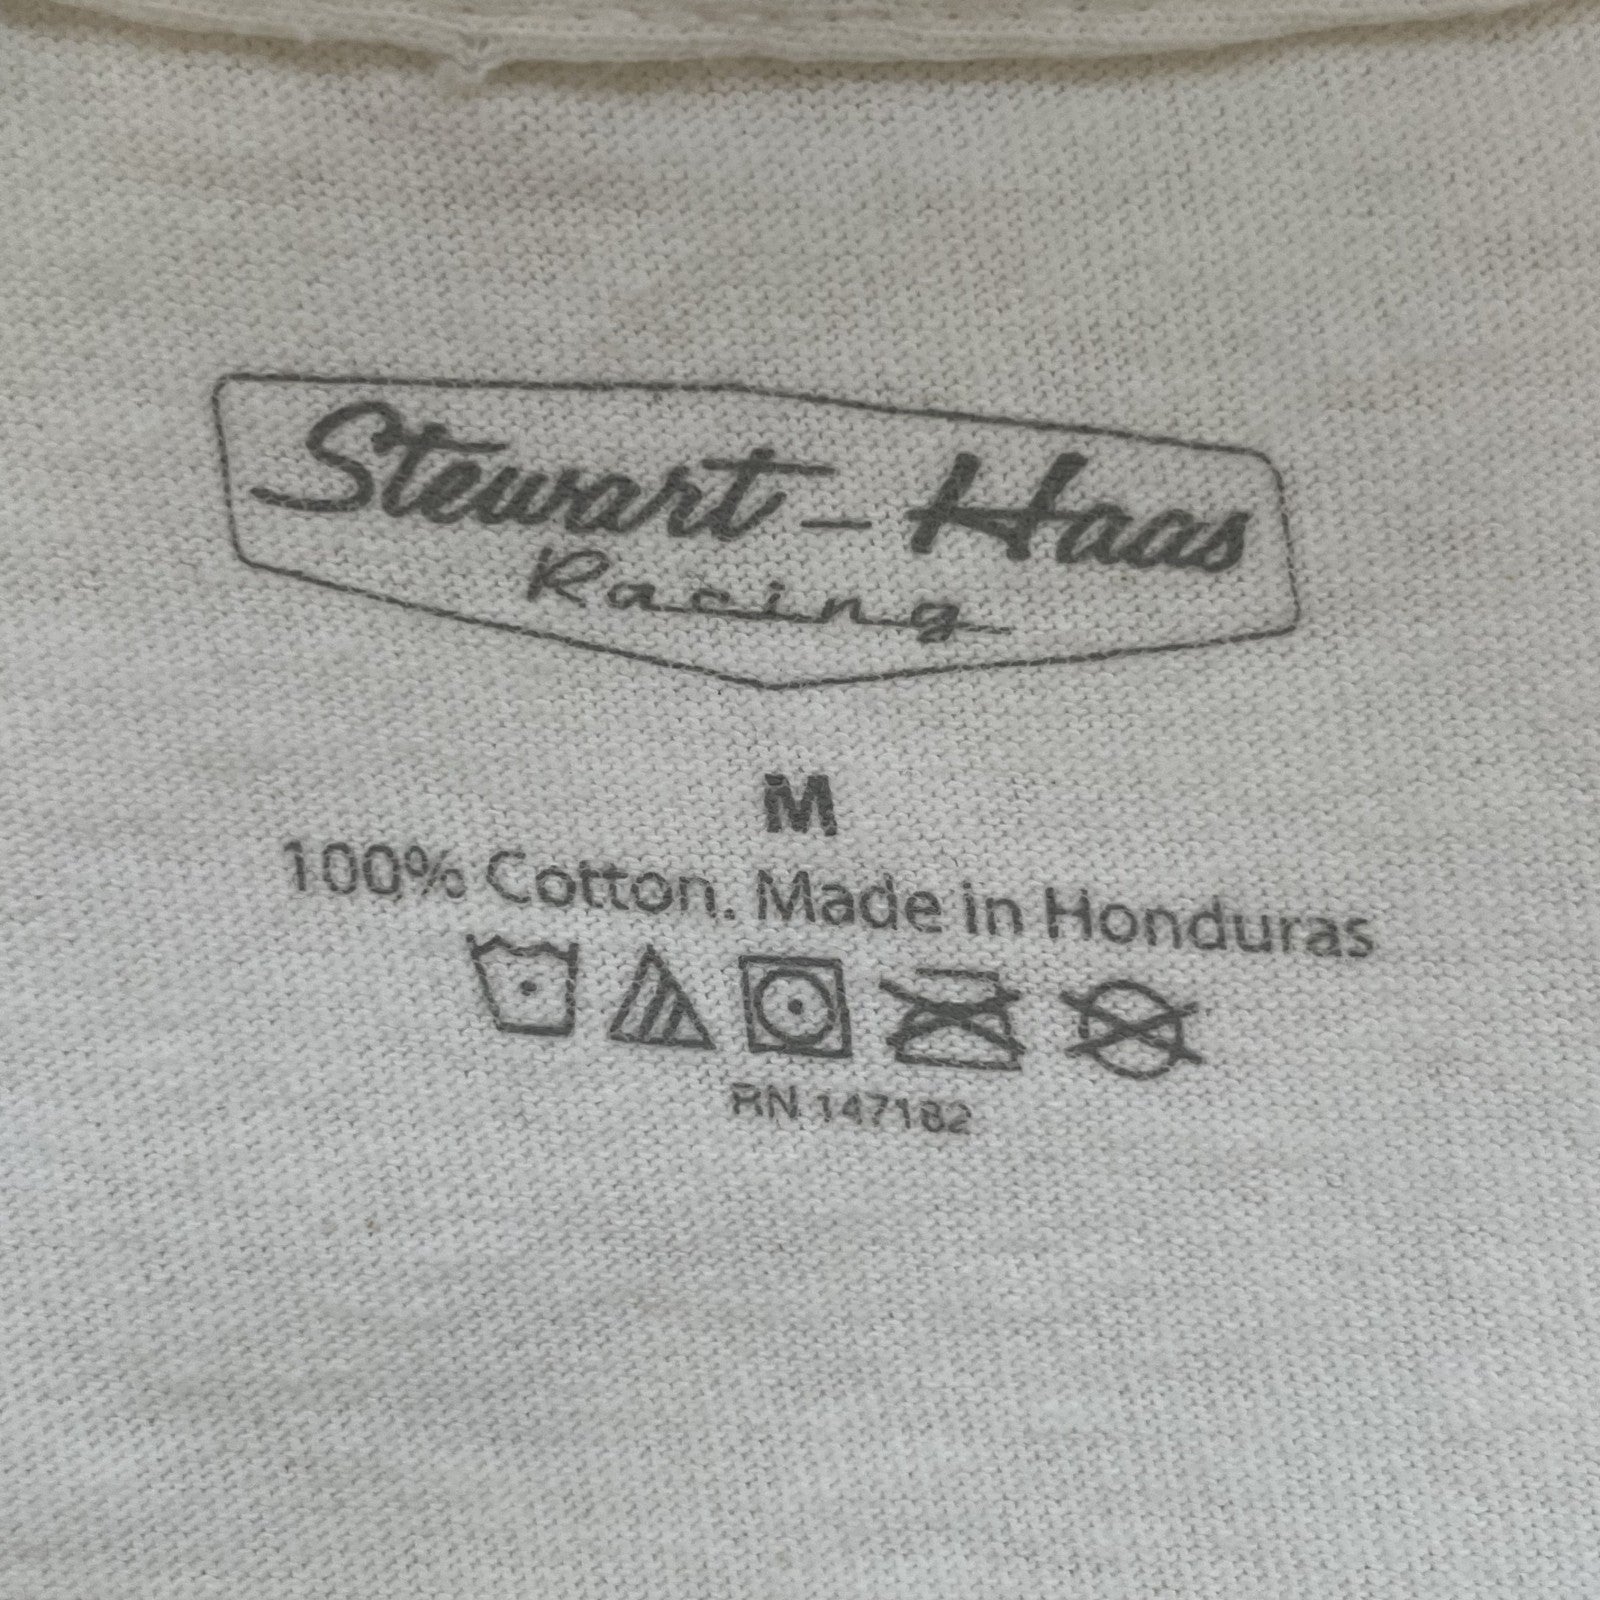 Stewart-Haas
Racing
M
100% Cotton. Made in Honduras
RN 147182